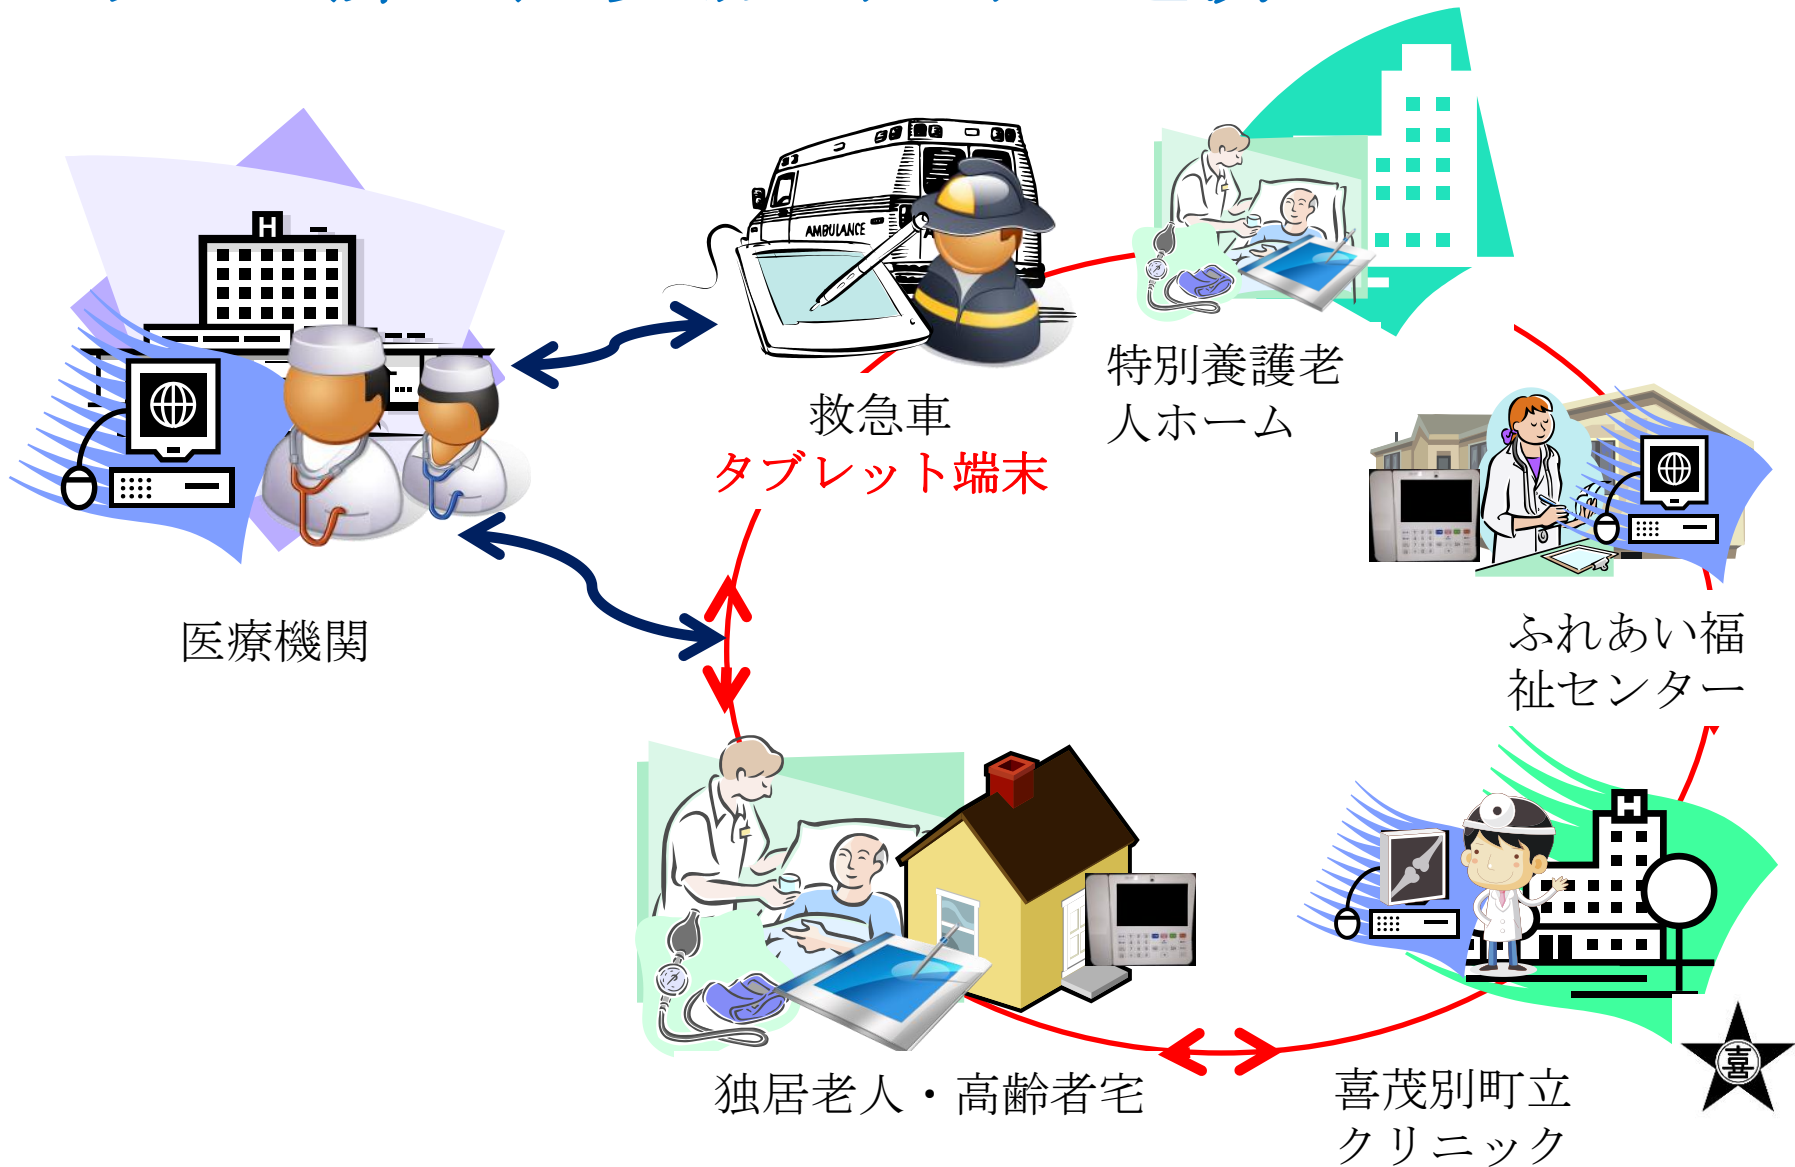 H
AMBULANCE
救急車
タブレット端末
特別養護老
人ホーム
医療機関
ふれあい福
祉センター
H
独居老人・高齢者宅
喜茂別町立
クリニック
喜